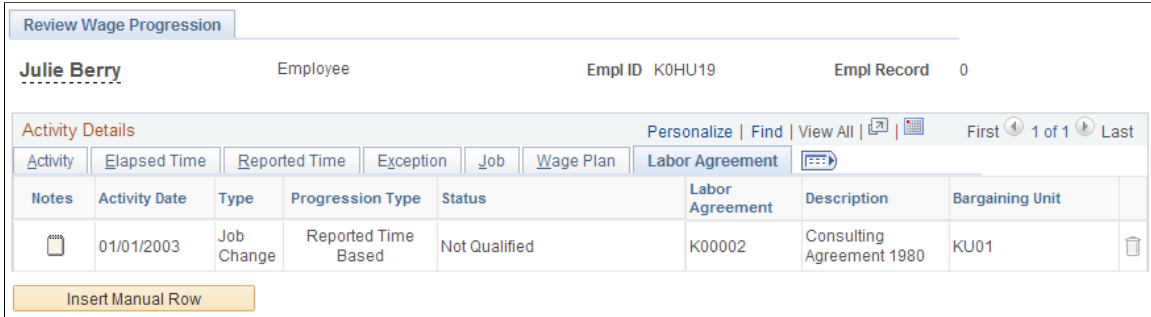 Review Wage Progression
Julie Berry Employee Empl ID K0HU19 Empl Record 0
Activity Details Personalize | Find | View All | | First 1 of 1 Last
Activity Elapsed Time Reported Time Exception Job Wage Plan Labor Agreement
Notes Activity Date Type Progression Type Status Labor Agreement Description Bargaining Unit
01/01/2003 Job Change Reported Time Based Not Qualified K00002 Consulting Agreement 1980 KU01
Insert Manual Row